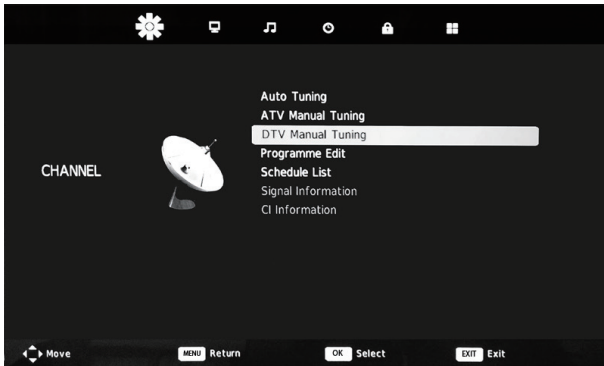 Auto Tuning
ATV Manual Tuning
DTV Manual Tuning
Programme Edit
CHANNEL
Schedule List
Signal Information
CI Information
Move
MENU Return
OK Select
EXIT Exit